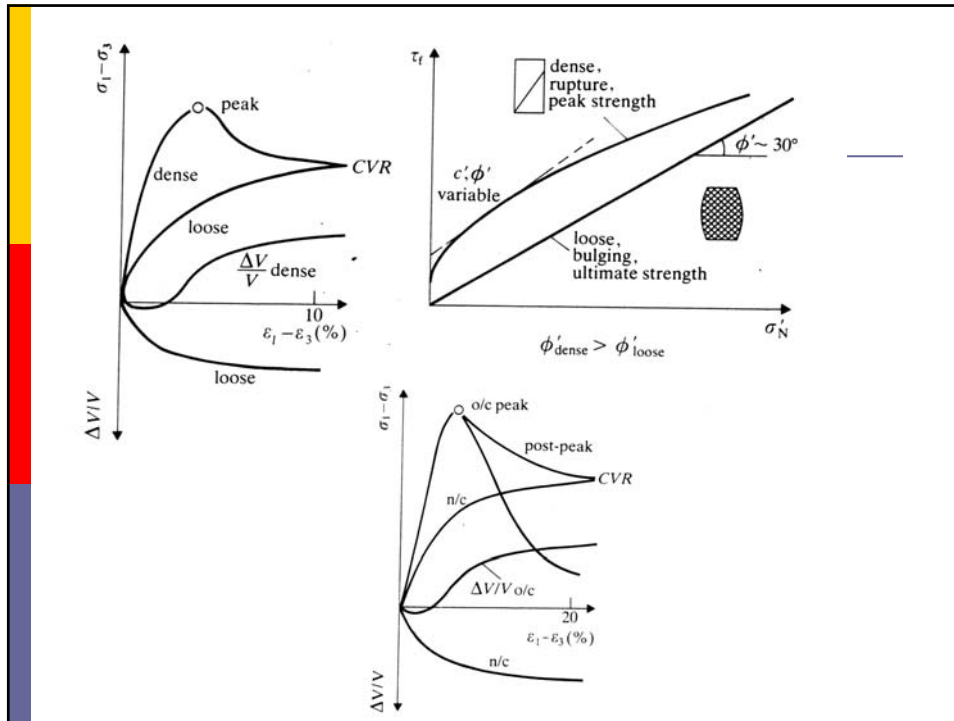 σ₁–σ₃
peak
dense
CVR
loose
ΔV/V dense
10
ε₁–ε₃(%)
loose
ΔV/V
τf
dense,
rupture,
peak strength
c′,ϕ′
variable
ϕ′~ 30°
loose,
bulging,
ultimate strength
σ′N
ϕ′dense > ϕ′loose
σ₁–σ₃
o/c peak
post-peak
CVR
n/c
ΔV/V o/c
20
ε₁–ε₃(%)
n/c
ΔV/V